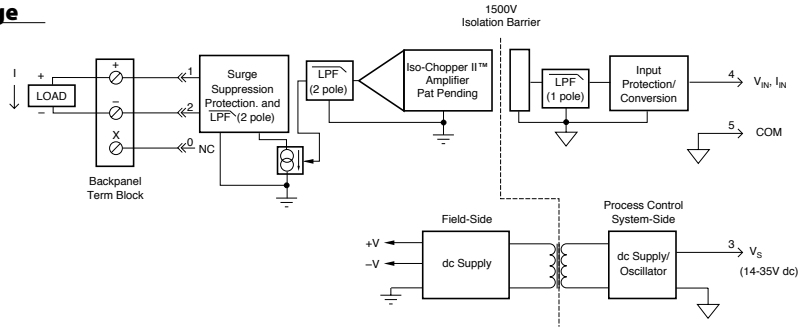 ge
1500V
Isolation Barrier
I
+
LOAD
–
+
–
X
Backpanel
Term Block
1
2
0
NC
Surge
Suppression
Protection. and
LPF (2 pole)
LPF
(2 pole)
Iso-Chopper II™
Amplifier
Pat Pending
LPF
(1 pole)
Input
Protection/
Conversion
4
VIN, IIN
5
COM
Field-Side
+V
–V
dc Supply
Process Control
System-Side
dc Supply/
Oscillator
3
VS
(14-35V dc)